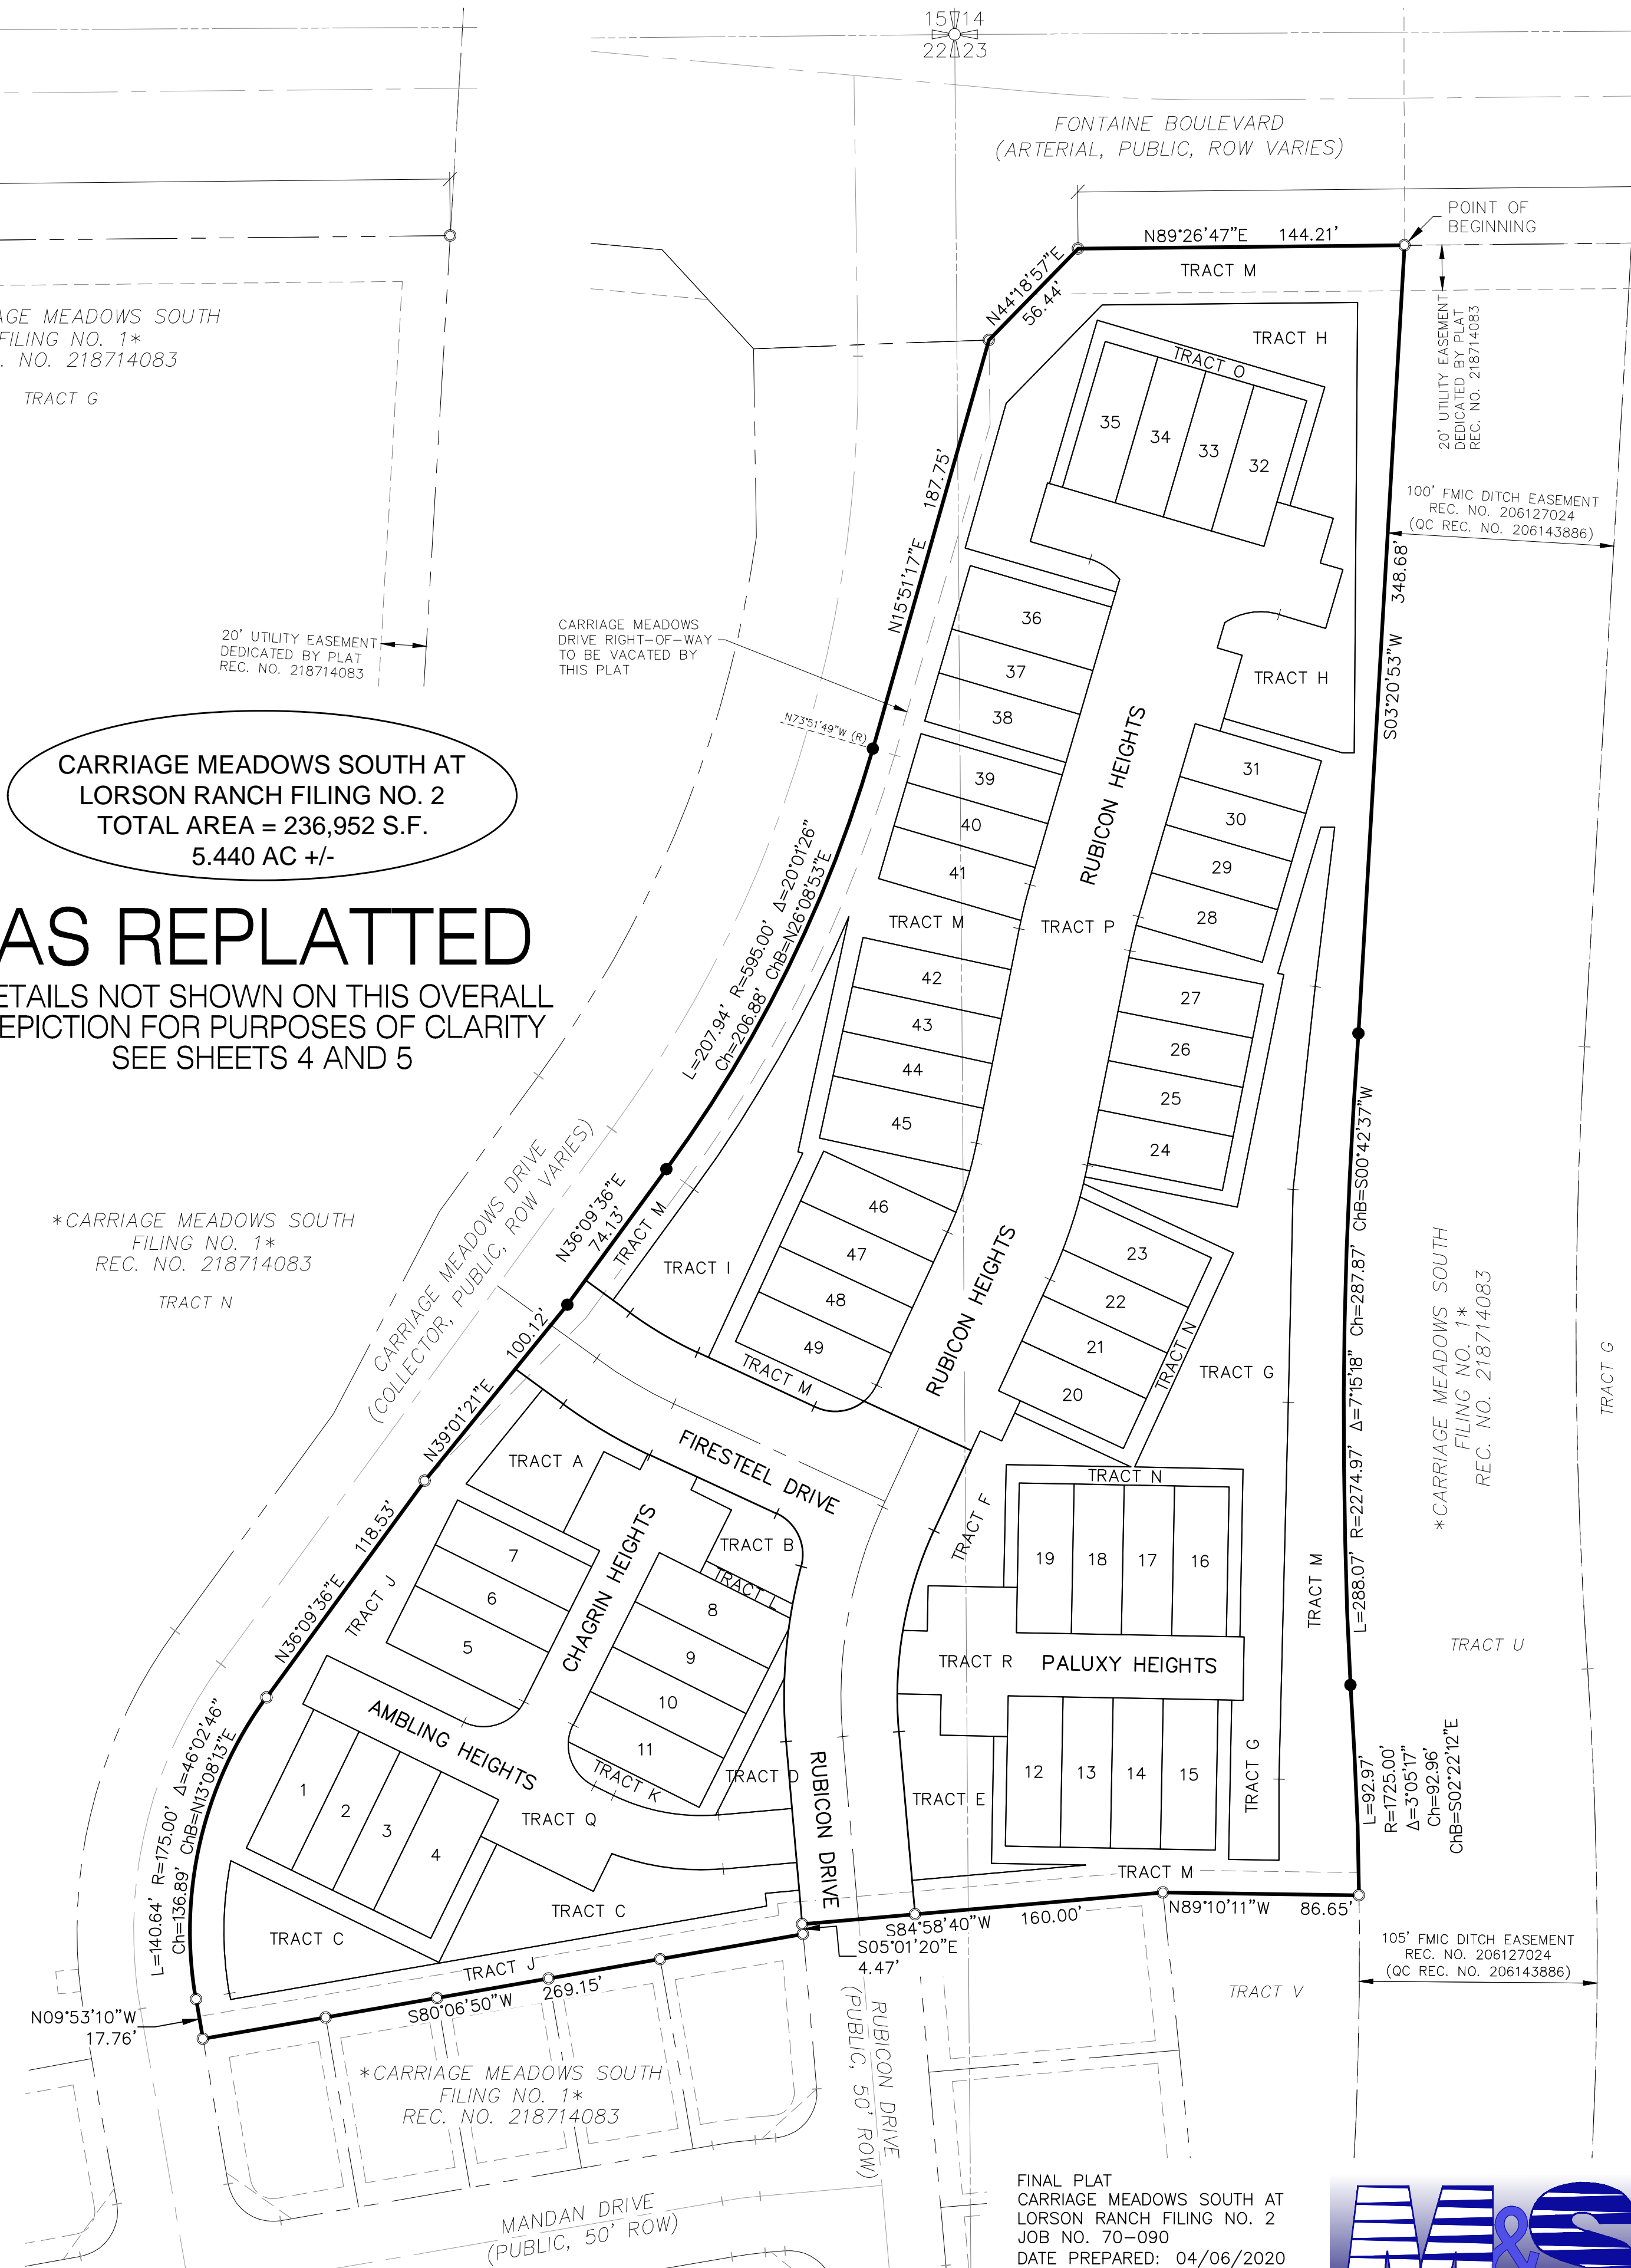 15 14
22 23
FONTAINE BOULEVARD
(ARTERIAL, PUBLIC, ROW VARIES)
POINT OF
BEGINNING
N89°26'47"E 144.21'
TRACT M
N44°18'57"E
56.44'
20' UTILITY EASEMENT
DEDICATED BY PLAT
REC. NO. 218714083
TRACT H
TRACT O
35
34
33
32
AGE MEADOWS SOUTH
FILING NO. 1*
. NO. 218714083
TRACT G
100' FMIC DITCH EASEMENT
REC. NO. 206127024
(QC REC. NO. 206143886)
N15°51'17"E 187.75'
S03°20'53"W 348.68'
20' UTILITY EASEMENT
DEDICATED BY PLAT
REC. NO. 218714083
CARRIAGE MEADOWS
DRIVE RIGHT-OF-WAY
TO BE VACATED BY
THIS PLAT
N73°51'49"W (R)
36
37
38
TRACT H
RUBICON HEIGHTS
CARRIAGE MEADOWS SOUTH AT
LORSON RANCH FILING NO. 2
TOTAL AREA = 236,952 S.F.
5.440 AC +/-
39
40
41
31
30
29
28
AS REPLATTED
ETAILS NOT SHOWN ON THIS OVERALL
EPICTION FOR PURPOSES OF CLARITY
SEE SHEETS 4 AND 5
L=207.94' R=595.00' Δ=20°01'26"
Ch=206.88' ChB=N26°08'53"E
TRACT M
TRACT P
42
43
44
45
27
26
25
24
L=288.07' R=2274.97' Δ=7°15'18" Ch=287.87' ChB=S00°42'37"W
*CARRIAGE MEADOWS SOUTH
FILING NO. 1*
REC. NO. 218714083
TRACT N
CARRIAGE MEADOWS DRIVE
(COLLECTOR, PUBLIC, ROW VARIES)
N36°09'36"E
74.13'
TRACT M
TRACT I
46
47
48
49
TRACT M
RUBICON HEIGHTS
23
22
21
20
TRACT N
TRACT G
*CARRIAGE MEADOWS SOUTH
FILING NO. 1*
REC. NO. 218714083
TRACT G
N39°01'21"E 100.12'
FIRESTEEL DRIVE
TRACT A
TRACT B
TRACT L
TRACT F
TRACT N
19
18
17
16
TRACT M
N36°09'36"E 118.53'
TRACT J
7
6
5
CHAGRIN HEIGHTS
8
9
10
11
TRACT K
TRACT D
TRACT R
PALUXY HEIGHTS
TRACT U
AMBLING HEIGHTS
1
2
3
4
TRACT Q
RUBICON DRIVE
TRACT E
12
13
14
15
TRACT G
L=92.97'
R=1725.00'
Δ=3°05'17"
Ch=92.96'
ChB=S02°22'12"E
L=140.64' R=175.00' Δ=46°02'46"
Ch=136.89' ChB=N13°08'13"E
TRACT C
TRACT C
TRACT J
TRACT M
S84°58'40"W 160.00'
N89°10'11"W 86.65'
S05°01'20"E
4.47'
S80°06'50"W 269.15'
N09°53'10"W
17.76'
105' FMIC DITCH EASEMENT
REC. NO. 206127024
(QC REC. NO. 206143886)
TRACT V
RUBICON DRIVE
(PUBLIC, 50' ROW)
*CARRIAGE MEADOWS SOUTH
FILING NO. 1*
REC. NO. 218714083
MANDAN DRIVE
(PUBLIC, 50' ROW)
FINAL PLAT
CARRIAGE MEADOWS SOUTH AT
LORSON RANCH FILING NO. 2
JOB NO. 70-090
DATE PREPARED: 04/06/2020
M&S